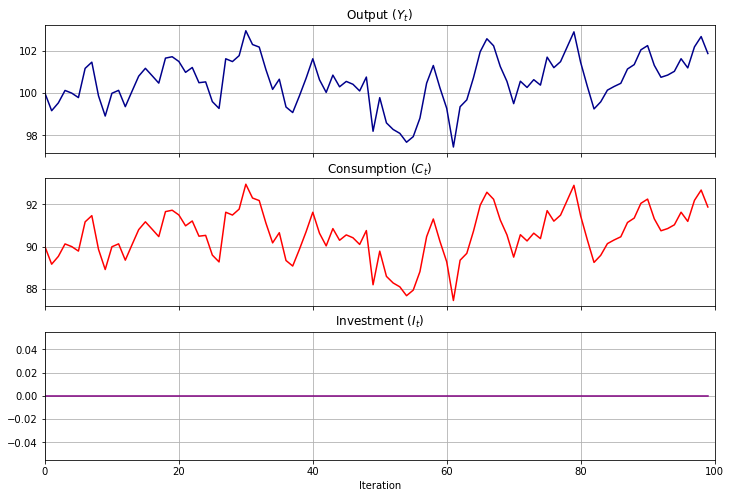 Output (Y_t)
102
100
98
Consumption (C_t)
92
90
88
Investment (I_t)
0.04
0.02
0.00
−0.02
−0.04
0 20 40 60 80 100
Iteration